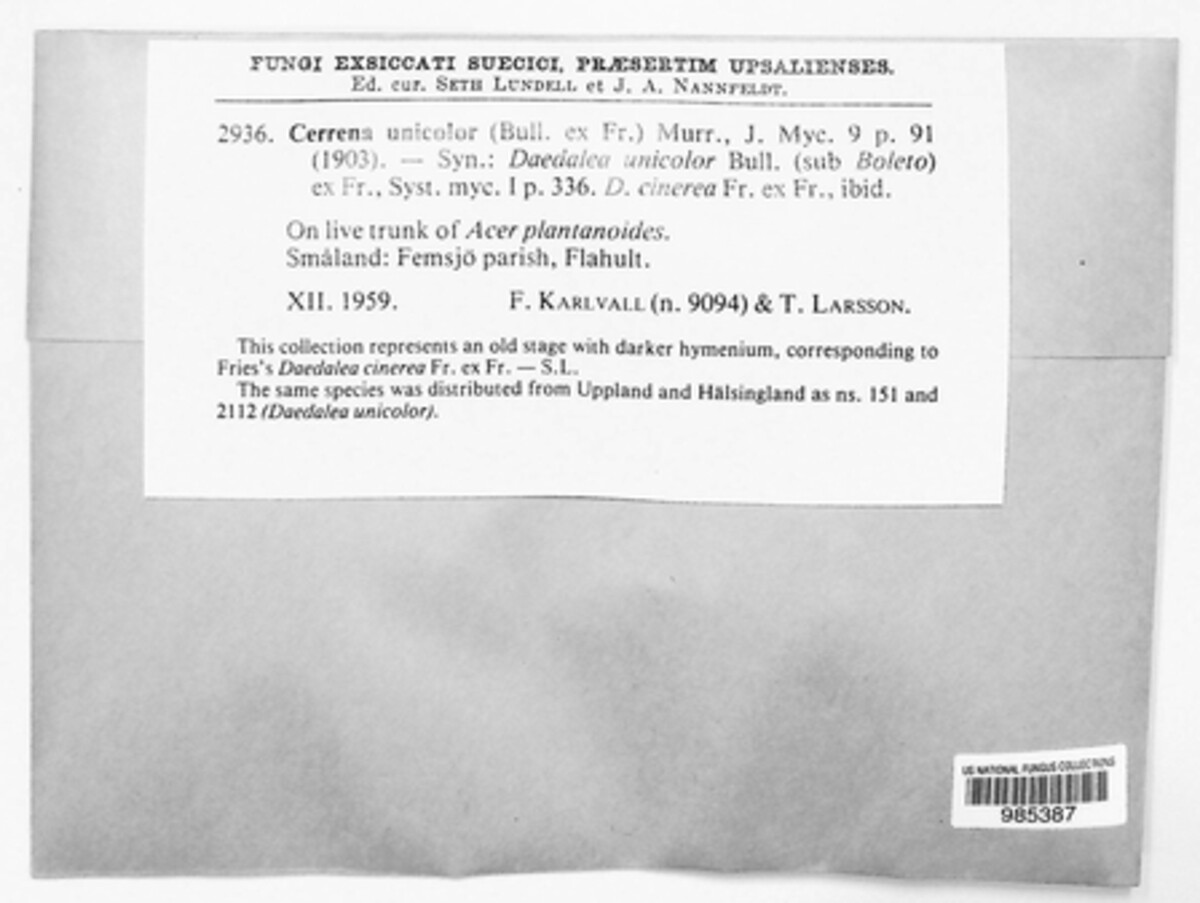 FUNGI EXSICCATI SUECICI, PRÆSERTIM UPSALIENSES.
Ed. cur. SETH LUNDELL et J. A. NANNFELDT.
2936. Cerrena unicolor (Bull. ex Fr.) Murr., J. Myc. 9 p. 91
(1903). — Syn.: Daedalea unicolor Bull. (sub Boleto)
ex Fr., Syst. myc. I p. 336. D. cinerea Fr. ex Fr., ibid.
On live trunk of Acer plantanoides.
Småland: Femsjö parish, Flahult.
XII. 1959. F. KARLVALL (n. 9094) & T. LARSSON.
This collection represents an old stage with darker hymenium, corresponding to
Fries's Daedalea cinerea Fr. ex Fr. — S.L.
The same species was distributed from Uppland and Hälsingland as ns. 151 and
2112 (Daedalea unicolor).
US NATIONAL FUNGUS COLLECTIONS
985387